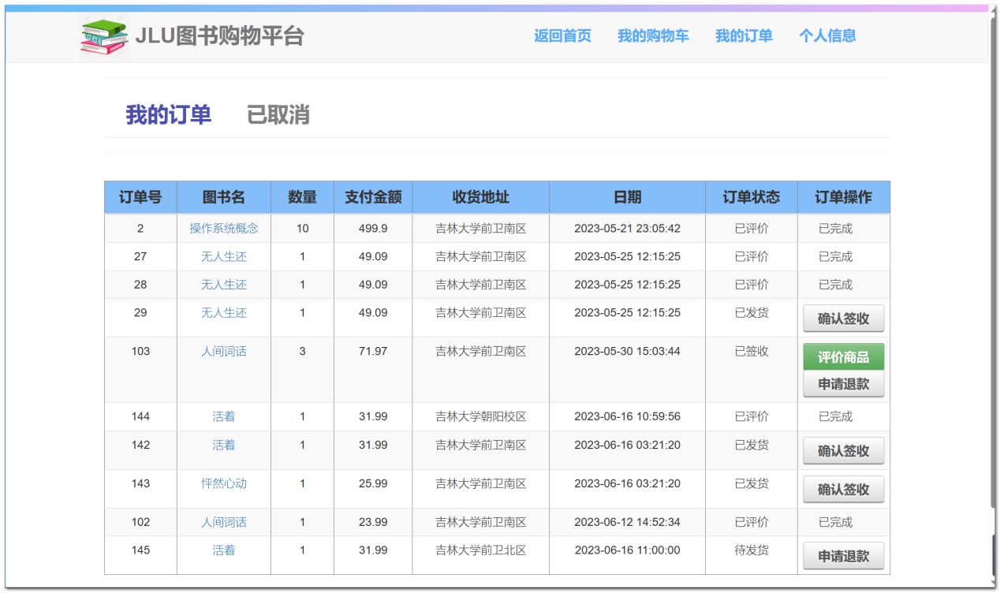 JLU图书购物平台 返回首页 我的购物车 我的订单 个人信息
我的订单 已取消
订单号 图书名 数量 支付金额 收货地址 日期 订单状态 订单操作
2 操作系统概念 10 499.9 吉林大学前卫南区 2023-05-21 23:05:42 已评价 已完成
27 无人生还 1 49.09 吉林大学前卫南区 2023-05-25 12:15:25 已评价 已完成
28 无人生还 1 49.09 吉林大学前卫南区 2023-05-25 12:15:25 已评价 已完成
29 无人生还 1 49.09 吉林大学前卫南区 2023-05-25 12:15:25 已发货 确认签收
103 人间词话 3 71.97 吉林大学前卫南区 2023-05-30 15:03:44 已签收 评价商品
申请退款
144 活着 1 31.99 吉林大学朝阳校区 2023-06-16 10:59:56 已评价 已完成
142 活着 1 31.99 吉林大学前卫南区 2023-06-16 03:21:20 已发货 确认签收
143 怦然心动 1 25.99 吉林大学前卫南区 2023-06-16 03:21:20 已发货 确认签收
102 人间词话 1 23.99 吉林大学前卫南区 2023-06-12 14:52:34 已评价 已完成
145 活着 1 31.99 吉林大学前卫北区 2023-06-16 11:00:00 待发货 申请退款